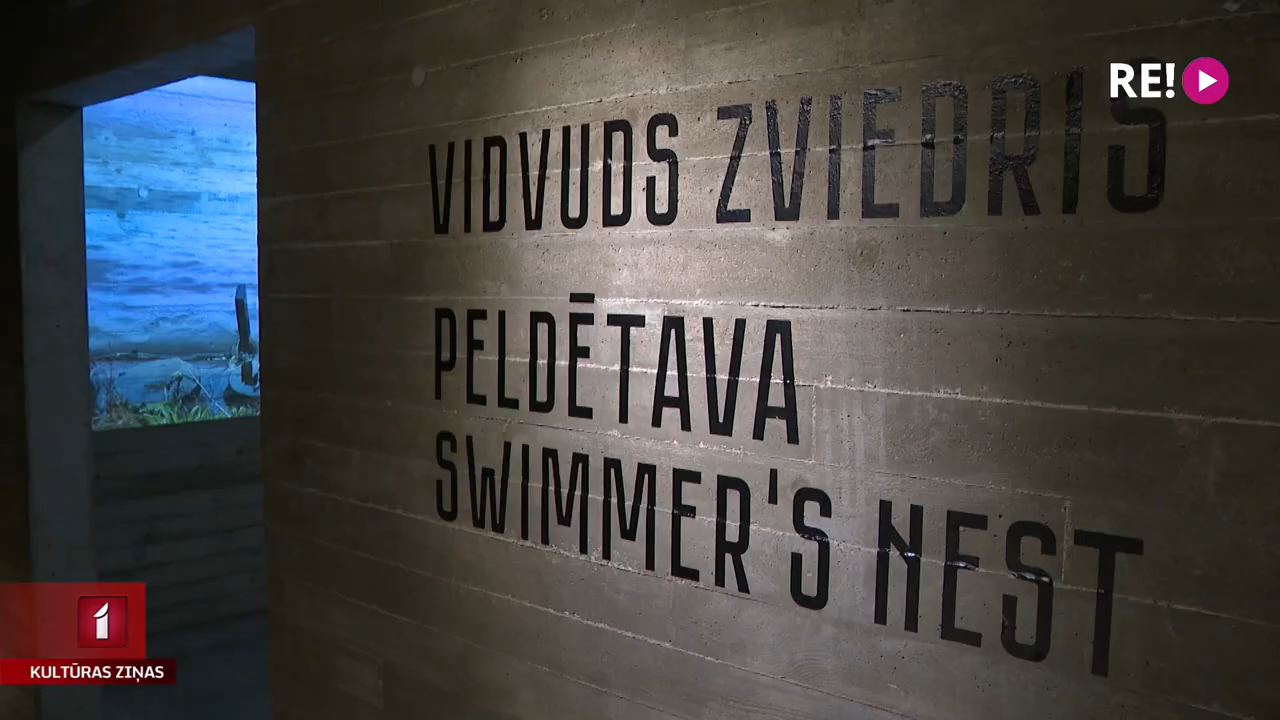 RE!
VIDVUDS ZVIEDRIS
PELDĒTAVA
SWIMMER'S NEST
1
KULTŪRAS ZIŅAS